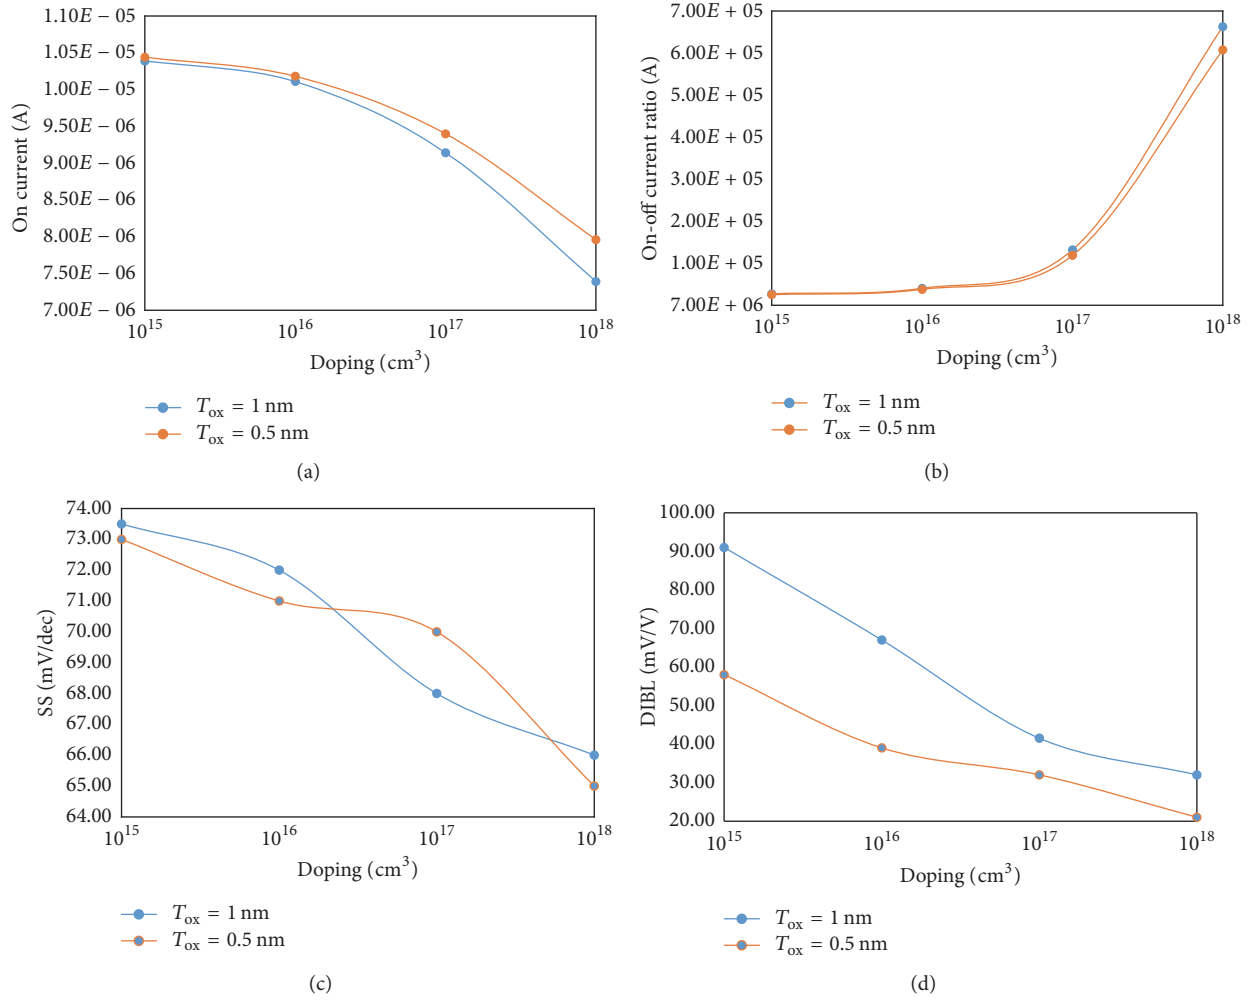 1.10E − 05
1.05E − 05
1.00E − 05
9.50E − 06
9.00E − 06
8.50E − 06
8.00E − 06
7.50E − 06
7.00E − 06
On current (A)
10^15 10^16 10^17 10^18
Doping (cm^3)
T_ox = 1 nm
T_ox = 0.5 nm
(a)
7.00E + 05
6.00E + 05
5.00E + 05
4.00E + 05
3.00E + 05
2.00E + 05
1.00E + 05
7.00E + 06
On-off current ratio (A)
10^15 10^16 10^17 10^18
Doping (cm^3)
T_ox = 1 nm
T_ox = 0.5 nm
(b)
74.00
73.00
72.00
71.00
70.00
69.00
68.00
67.00
66.00
65.00
64.00
SS (mV/dec)
10^15 10^16 10^17 10^18
Doping (cm^3)
T_ox = 1 nm
T_ox = 0.5 nm
(c)
100.00
90.00
80.00
70.00
60.00
50.00
40.00
30.00
20.00
DIBL (mV/V)
10^15 10^16 10^17 10^18
Doping (cm^3)
T_ox = 1 nm
T_ox = 0.5 nm
(d)